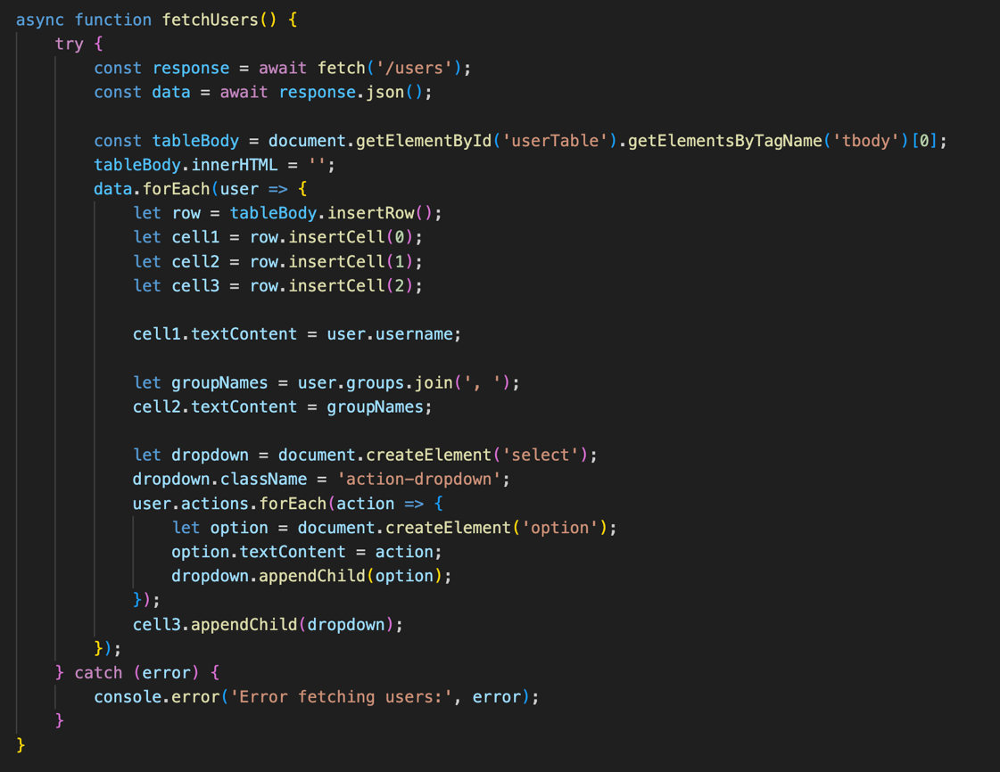 async function fetchUsers() {
    try {
        const response = await fetch('/users');
        const data = await response.json();

        const tableBody = document.getElementById('userTable').getElementsByTagName('tbody')[0];
        tableBody.innerHTML = '';
        data.forEach(user => {
            let row = tableBody.insertRow();
            let cell1 = row.insertCell(0);
            let cell2 = row.insertCell(1);
            let cell3 = row.insertCell(2);

            cell1.textContent = user.username;

            let groupNames = user.groups.join(', ');
            cell2.textContent = groupNames;

            let dropdown = document.createElement('select');
            dropdown.className = 'action-dropdown';
            user.actions.forEach(action => {
                let option = document.createElement('option');
                option.textContent = action;
                dropdown.appendChild(option);
            });
            cell3.appendChild(dropdown);
        });
    } catch (error) {
        console.error('Error fetching users:', error);
    }
}